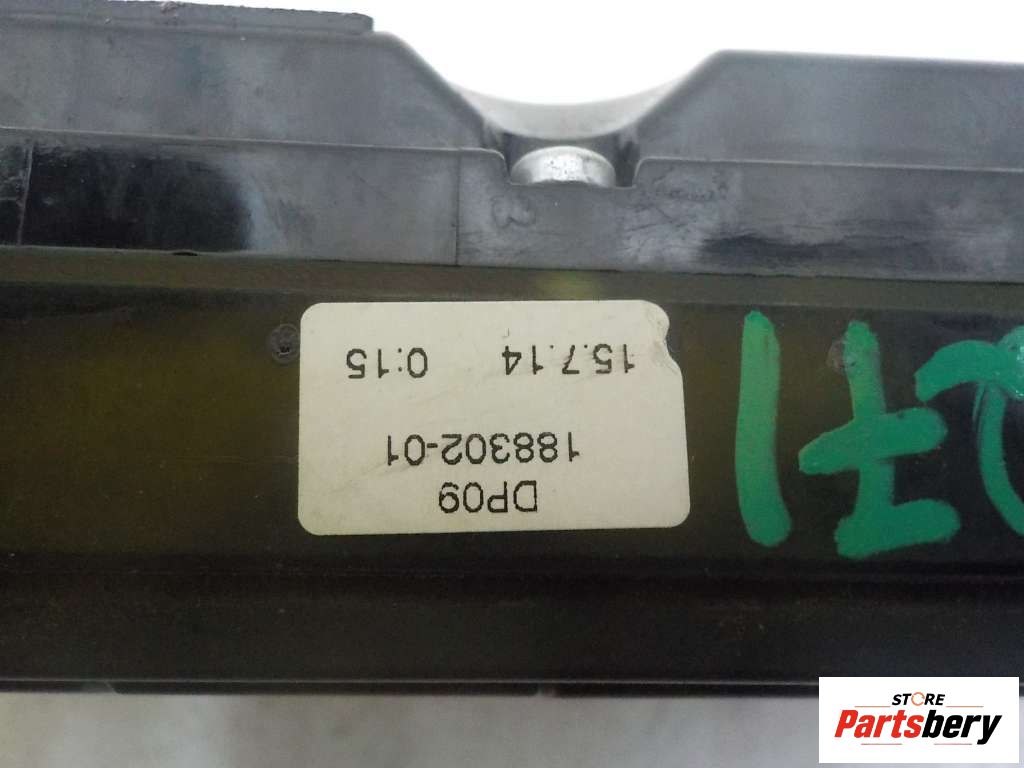 DP09
188302-01
15.7.14 0:15
STORE
Partsbery